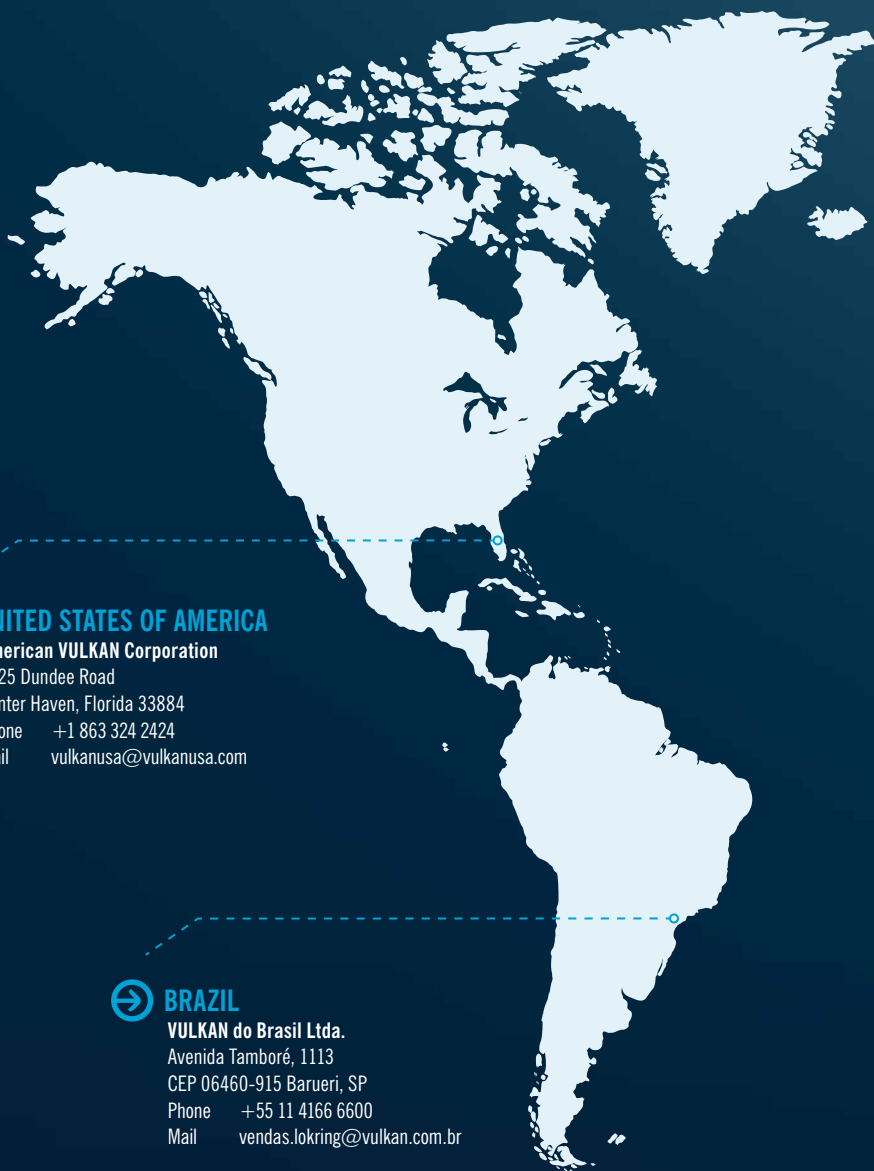 NITED STATES OF AMERICA
merican VULKAN Corporation
25 Dundee Road
nter Haven, Florida 33884
one +1 863 324 2424
il vulkanusa@vulkanusa.com
BRAZIL
VULKAN do Brasil Ltda.
Avenida Tamboré, 1113
CEP 06460-915 Barueri, SP
Phone +55 11 4166 6600
Mail vendas.lokring@vulkan.com.br